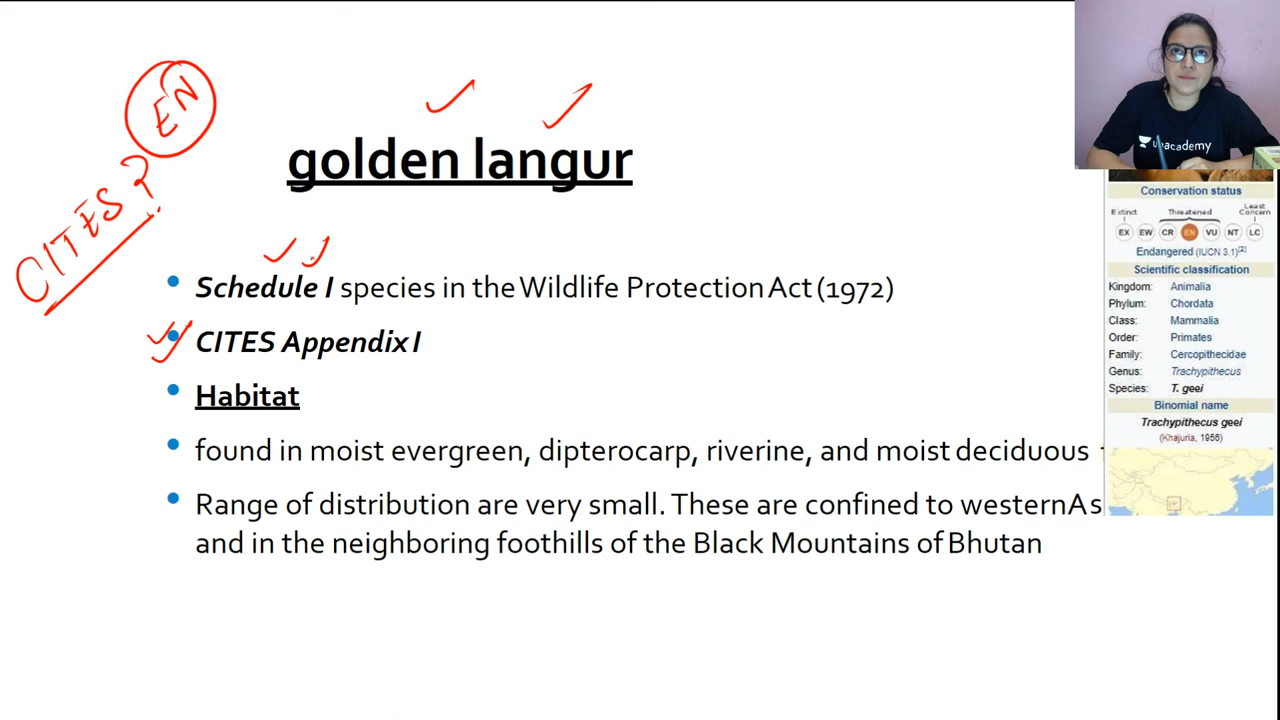 EN
CITES?
golden langur
Schedule I species in the Wildlife Protection Act (1972)
CITES Appendix I
Habitat
found in moist evergreen, dipterocarp, riverine, and moist deciduous
Range of distribution are very small. These are confined to western As
and in the neighboring foothills of the Black Mountains of Bhutan
Conservation status
Extinct Threatened Least Concern
EX EW CR EN VU NT LC
Endangered (IUCN 3.1)[2]
Scientific classification
Kingdom: Animalia
Phylum: Chordata
Class: Mammalia
Order: Primates
Family: Cercopithecidae
Genus: Trachypithecus
Species: T. geei
Binomial name
Trachypithecus geei
(Khajuria, 1956)